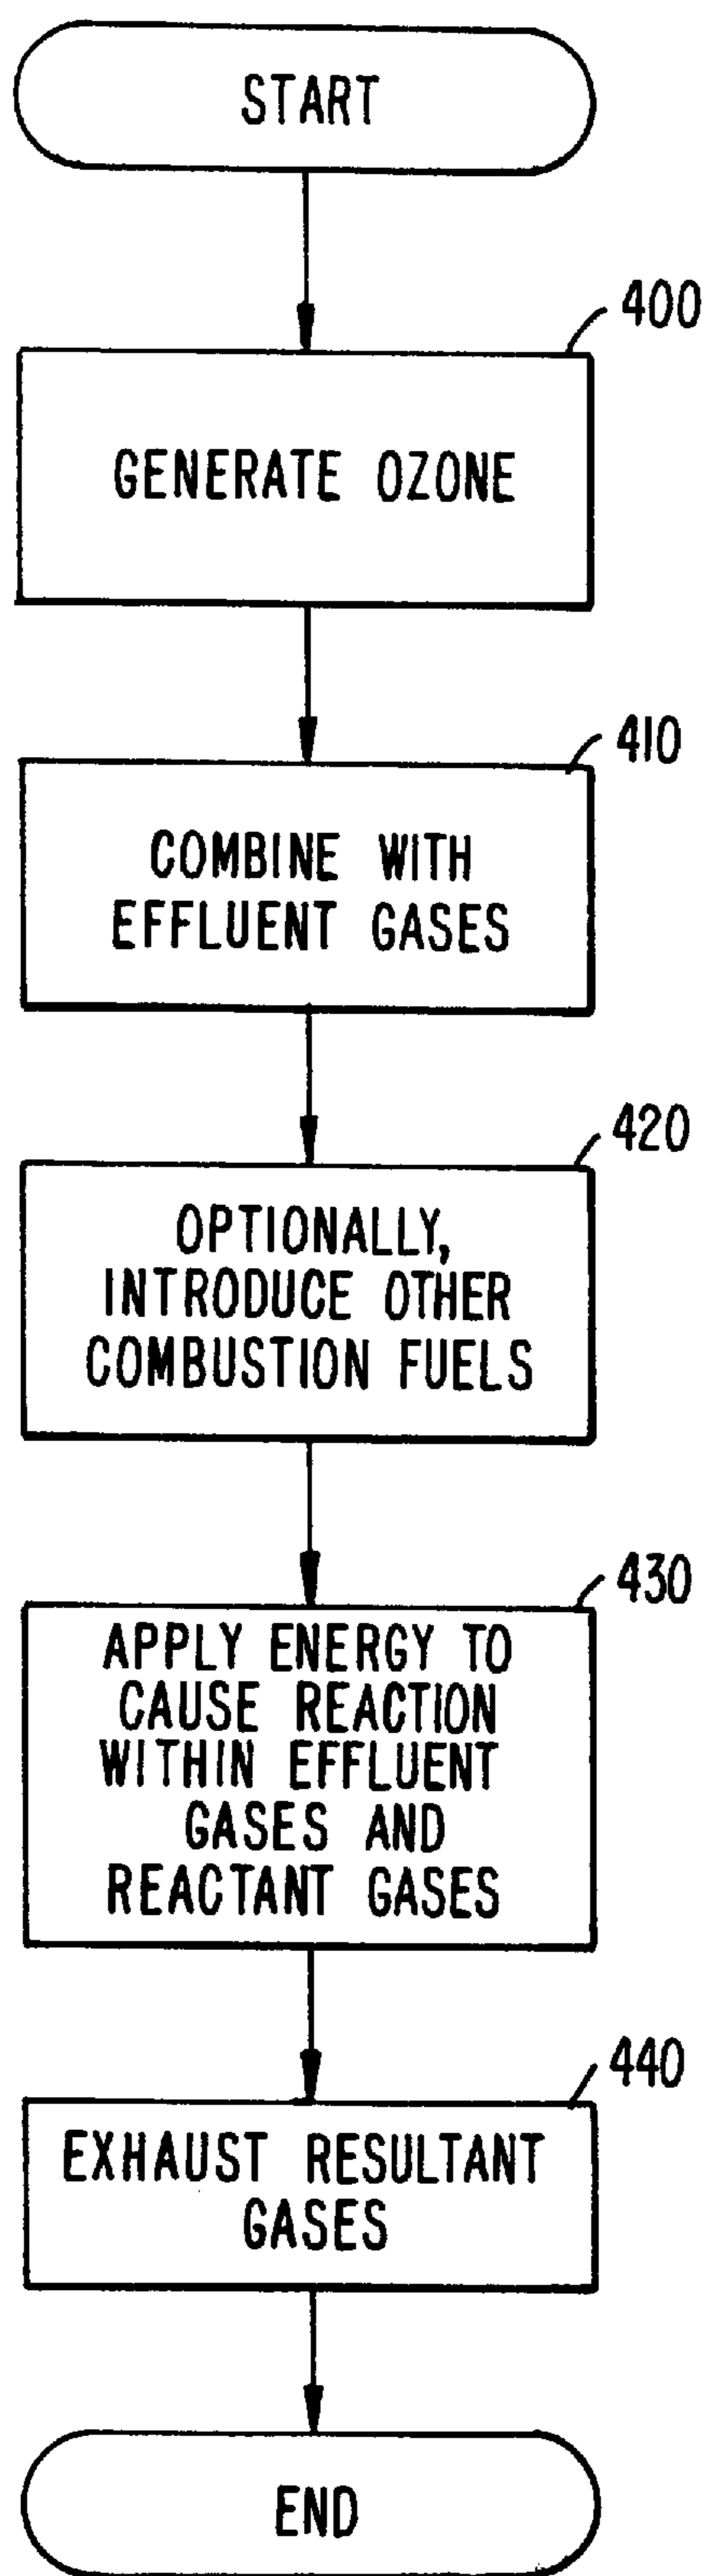 START
400
GENERATE OZONE
410
COMBINE WITH
EFFLUENT GASES
420
OPTIONALLY,
INTRODUCE OTHER
COMBUSTION FUELS
430
APPLY ENERGY TO
CAUSE REACTION
WITHIN EFFLUENT
GASES AND
REACTANT GASES
440
EXHAUST RESULTANT
GASES
END